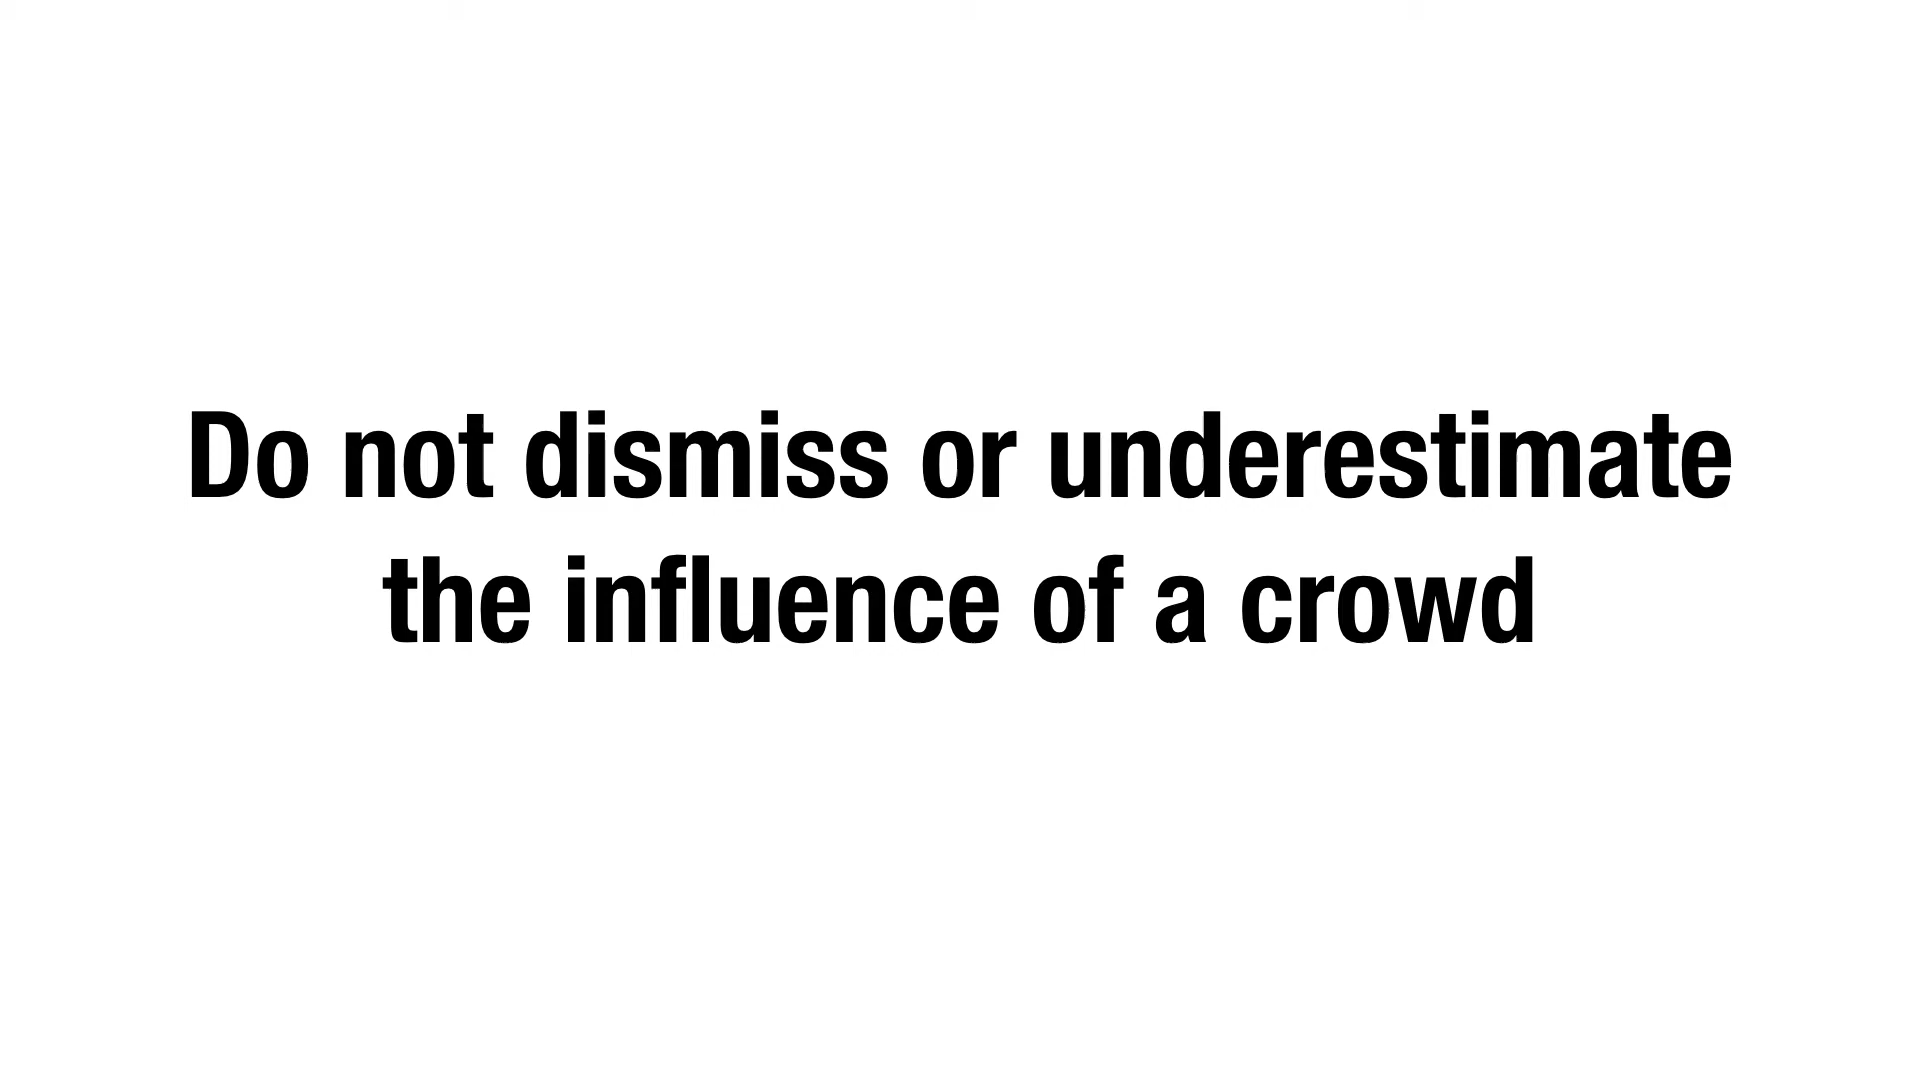 Do not dismiss or underestimate
the influence of a crowd